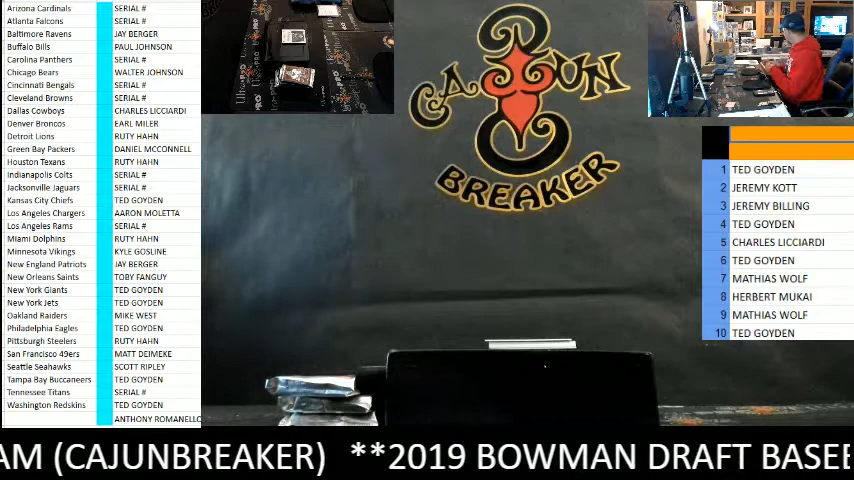 Arizona Cardinals SERIAL #
Atlanta Falcons SERIAL #
Baltimore Ravens JAY BERGER
Buffalo Bills PAUL JOHNSON
Carolina Panthers SERIAL #
Chicago Bears WALTER JOHNSON
Cincinnati Bengals SERIAL #
Cleveland Browns SERIAL #
Dallas Cowboys CHARLES LICCIARDI
Denver Broncos EARL MILER
Detroit Lions RUTY HAHN
Green Bay Packers DANIEL MCCONNELL
Houston Texans RUTY HAHN
Indianapolis Colts SERIAL #
Jacksonville Jaguars SERIAL #
Kansas City Chiefs TED GOYDEN
Los Angeles Chargers AARON MOLETTA
Los Angeles Rams SERIAL #
Miami Dolphins RUTY HAHN
Minnesota Vikings KYLE GOSLINE
New England Patriots JAY BERGER
New Orleans Saints TOBY FANGUY
New York Giants TED GOYDEN
New York Jets TED GOYDEN
Oakland Raiders MIKE WEST
Philadelphia Eagles TED GOYDEN
Pittsburgh Steelers RUTY HAHN
San Francisco 49ers MATT DEIMEKE
Seattle Seahawks SCOTT RIPLEY
Tampa Bay Buccaneers TED GOYDEN
Tennessee Titans SERIAL #
Washington Redskins TED GOYDEN
ANTHONY ROMANELLO
CAJUN
BREAKER
1 TED GOYDEN
2 JEREMY KOTT
3 JEREMY BILLING
4 TED GOYDEN
5 CHARLES LICCIARDI
6 TED GOYDEN
7 MATHIAS WOLF
8 HERBERT MUKAI
9 MATHIAS WOLF
10 TED GOYDEN
AM (CAJUNBREAKER) **2019 BOWMAN DRAFT BASEB